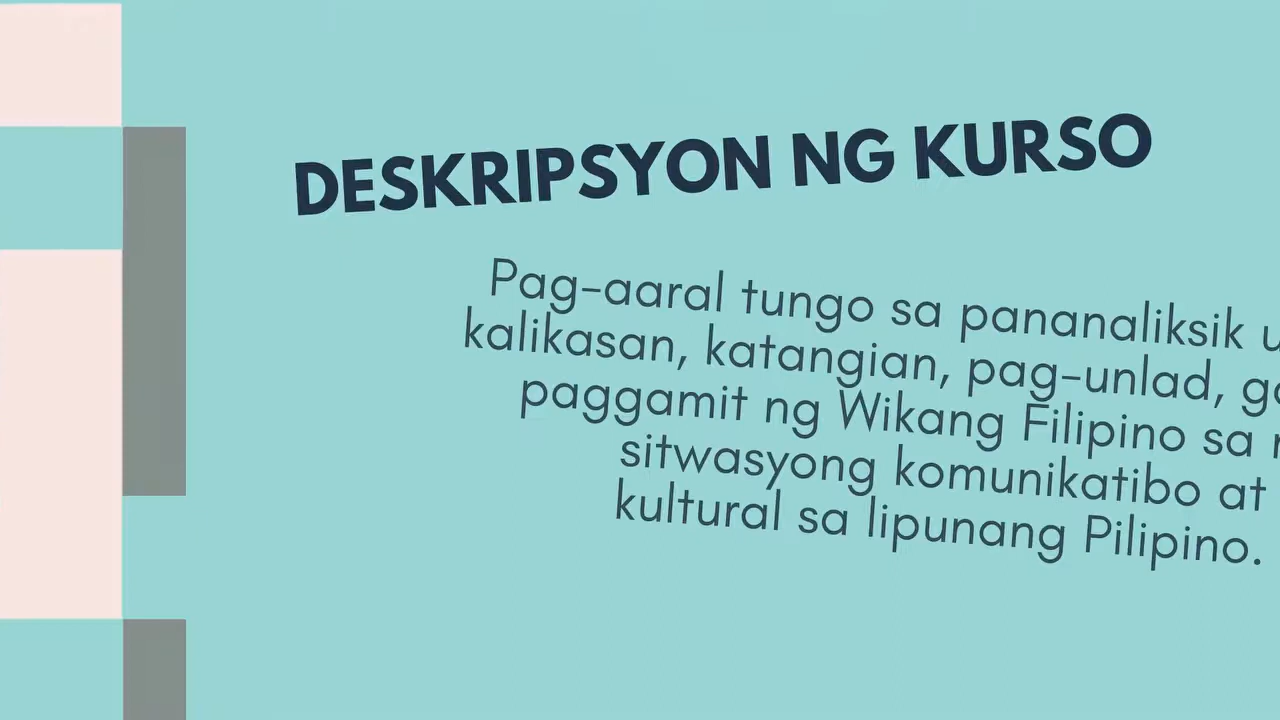 DESKRIPSYON NG KURSO
Pag-aaral tungo sa pananaliksik
kalikasan, katangian, pag-unlad,
paggamit ng Wikang Filipino sa
sitwasyong komunikatibo at
kultural sa lipunang Pilipino.